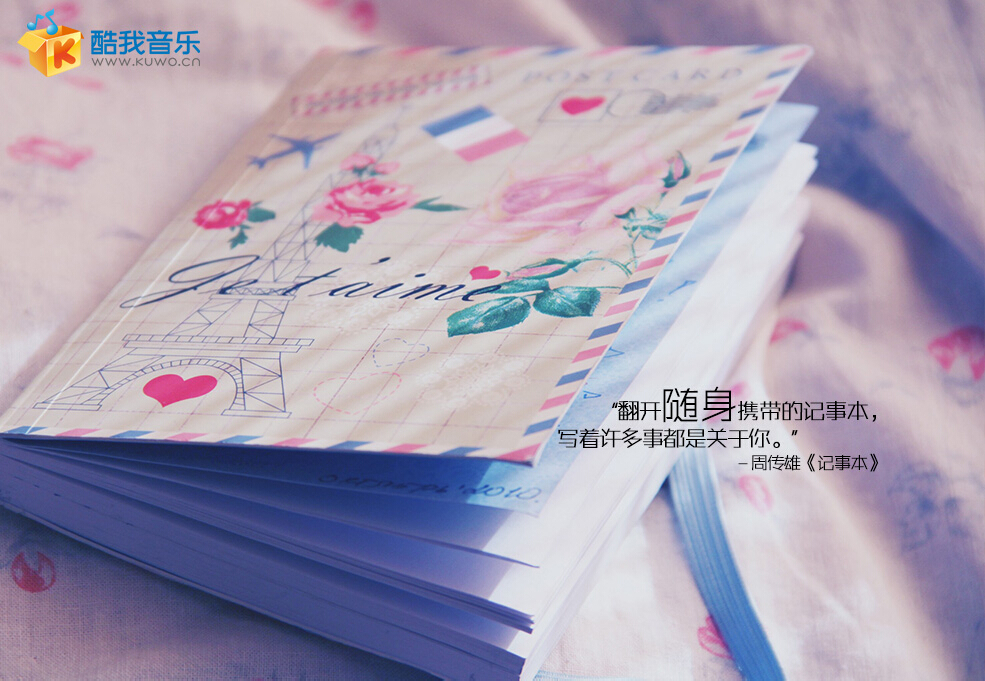 酷我音乐
WWW.KUWO.CN
POST CARD
Je t'aime
“翻开随身携带的记事本，
写着许多事都是关于你。”
– 周传雄《记事本》